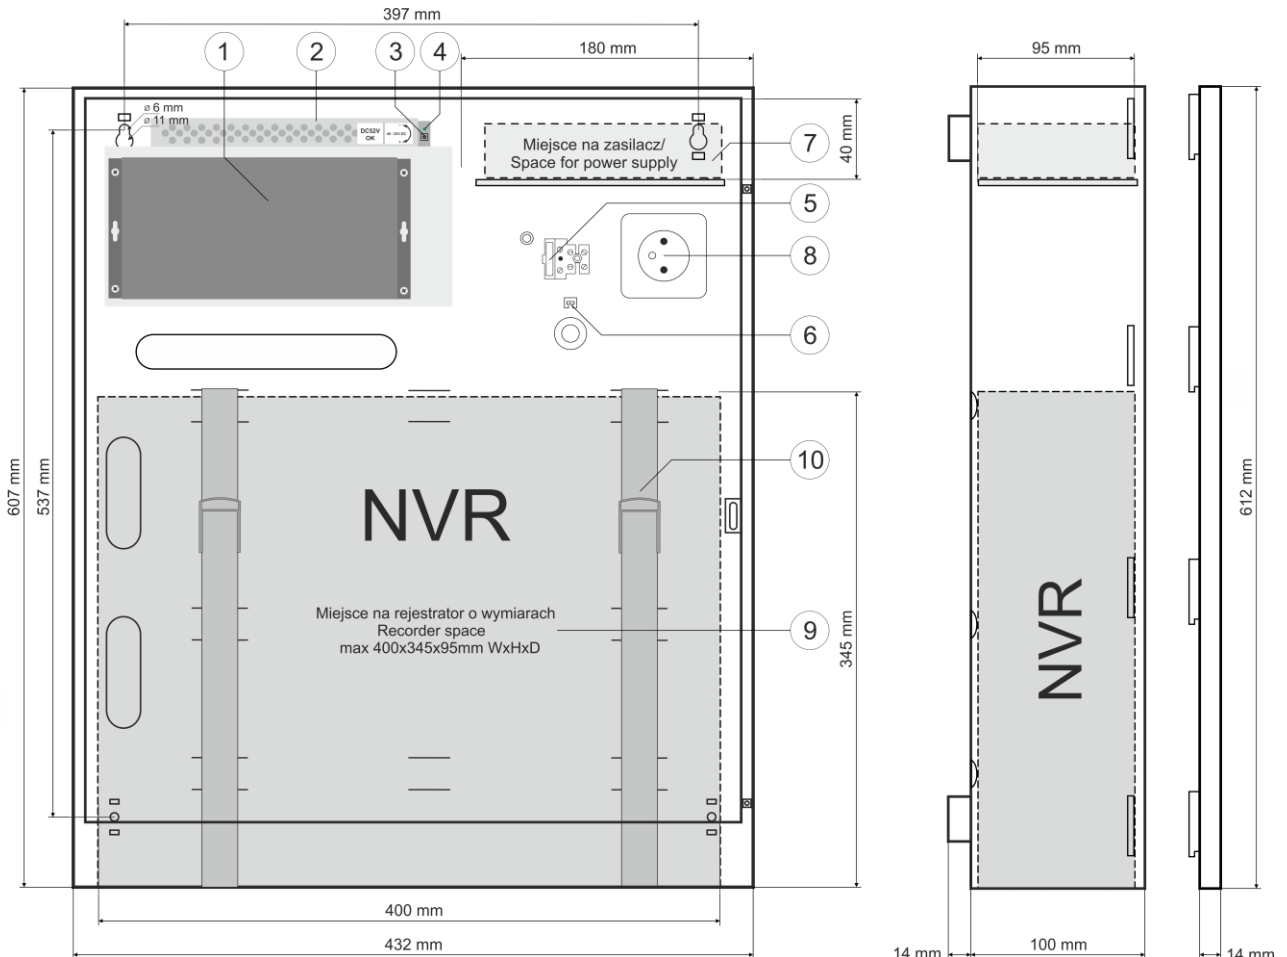 397 mm
180 mm
95 mm
1
2
3
4
ø 6 mm
ø 11 mm
DC52V
OK
Miejsce na zasilacz/
Space for power supply
7
40 mm
5
8
6
10
607 mm
537 mm
NVR
612 mm
Miejsce na rejestrator o wymiarach
Recorder space
max 400x345x95mm WxHxD
9
345 mm
NVR
400 mm
432 mm
14 mm
100 mm
14 mm